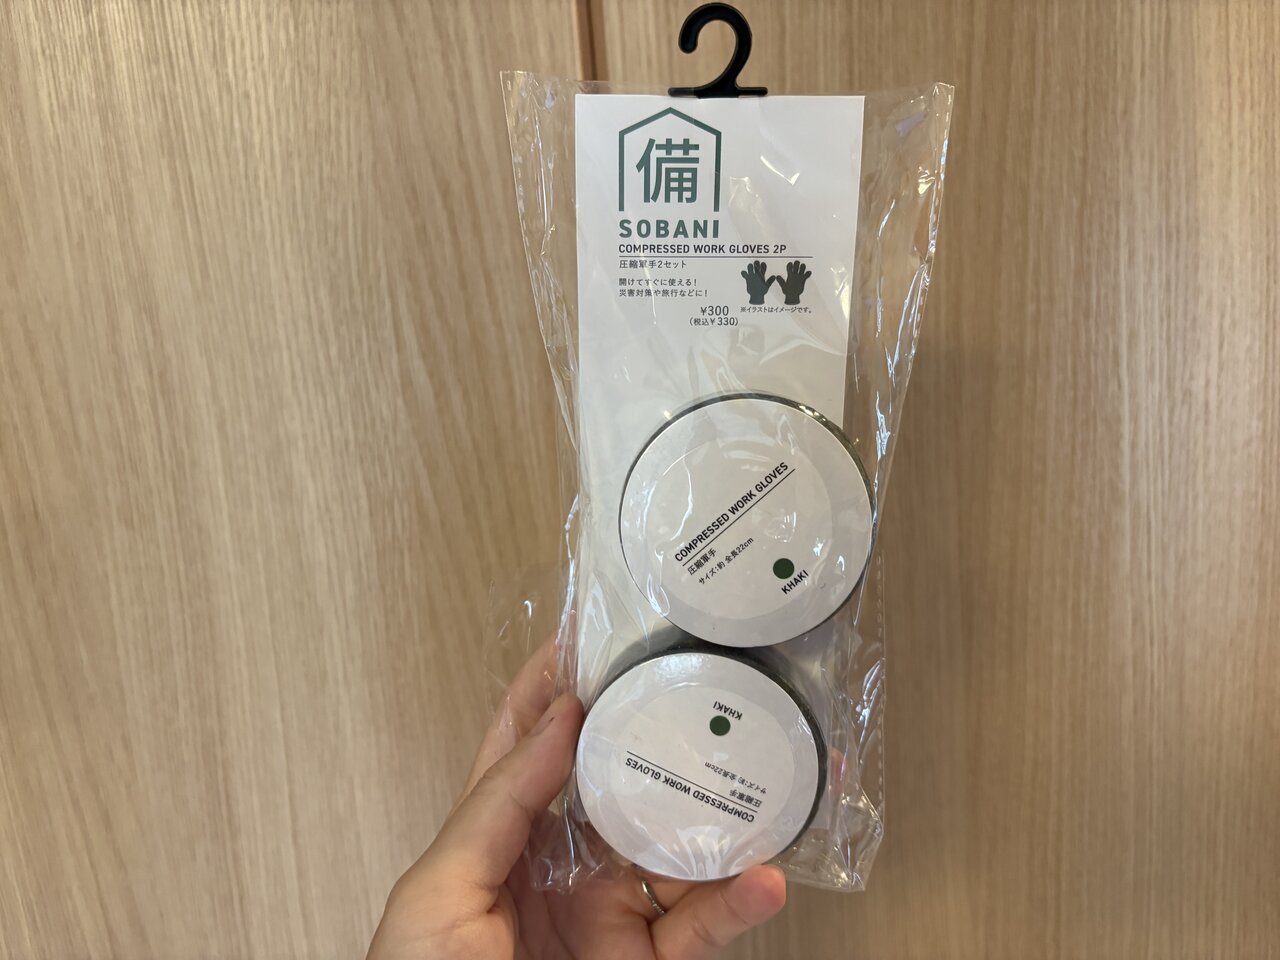 備
SOBANI
COMPRESSED WORK GLOVES 2P
圧縮軍手2セット
開けてすぐに使える！
災害対策や旅行などに！
¥300
(税込¥330)
※イラストはイメージです。
COMPRESSED WORK GLOVES
圧縮軍手
サイズ：約 全長22cm
KHAKI
COMPRESSED WORK GLOVES
圧縮軍手
サイズ：約 全長22cm
KHAKI